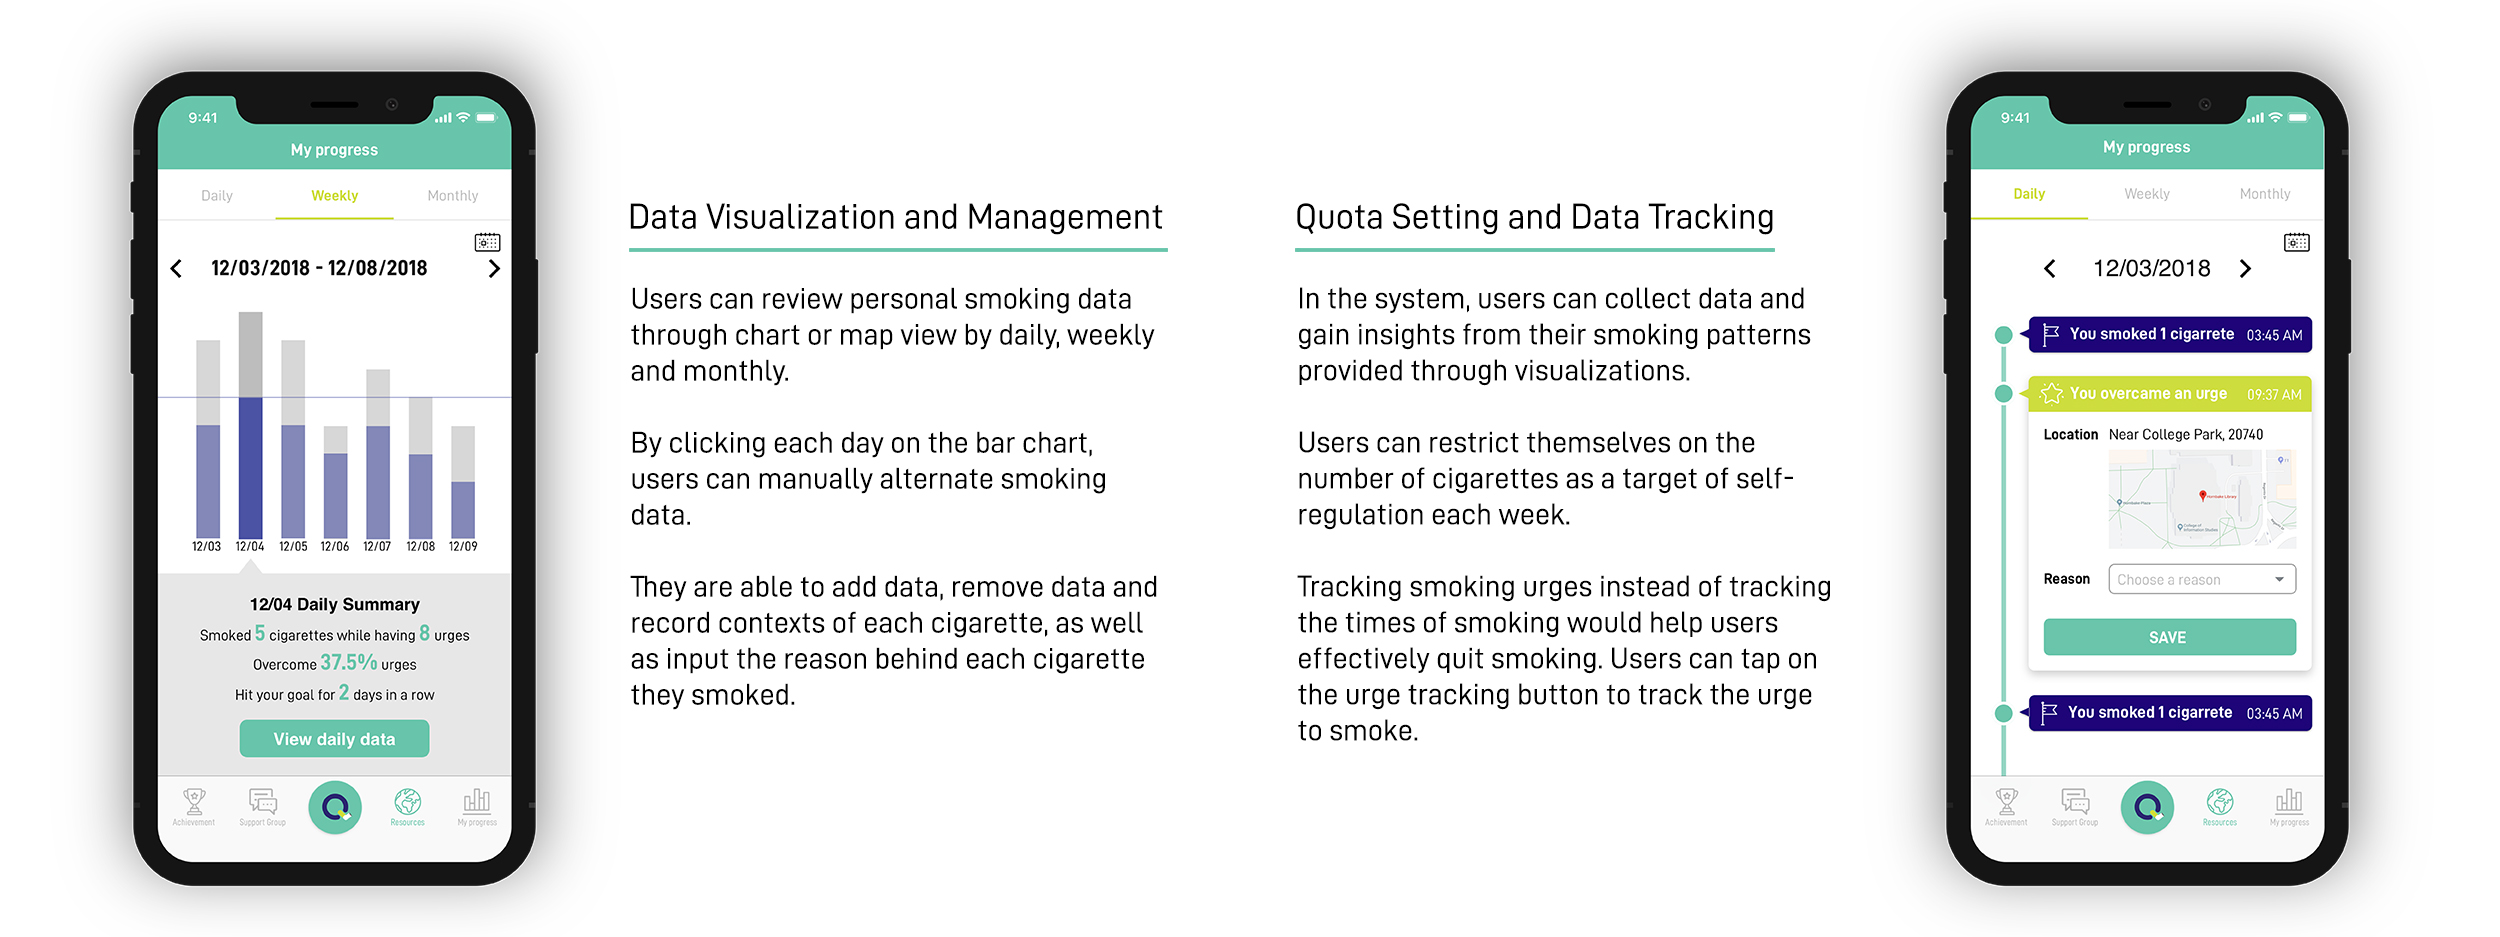 9:41
My progress
Daily Weekly Monthly
12/03/2018 - 12/08/2018
12/03 12/04 12/05 12/06 12/07 12/08 12/09
12/04 Daily Summary
Smoked 5 cigarettes while having 8 urges
Overcome 37.5% urges
Hit your goal for 2 days in a row
View daily data
Achievement Support Group Resources My progress
Data Visualization and Management
Users can review personal smoking data
through chart or map view by daily, weekly
and monthly.
By clicking each day on the bar chart,
users can manually alternate smoking
data.
They are able to add data, remove data and
record contexts of each cigarette, as well
as input the reason behind each cigarette
they smoked.
Quota Setting and Data Tracking
In the system, users can collect data and
gain insights from their smoking patterns
provided through visualizations.
Users can restrict themselves on the
number of cigarettes as a target of self-
regulation each week.
Tracking smoking urges instead of tracking
the times of smoking would help users
effectively quit smoking. Users can tap on
the urge tracking button to track the urge
to smoke.
9:41
My progress
Daily Weekly Monthly
12/03/2018
You smoked 1 cigarrete 03:45 AM
You overcame an urge 09:37 AM
Location Near College Park, 20740
Hornbake Library
Hornbake Plaza
College of
Information Studies
Reason Choose a reason
SAVE
You smoked 1 cigarrete 03:45 AM
Achievement Support Group Resources My progress